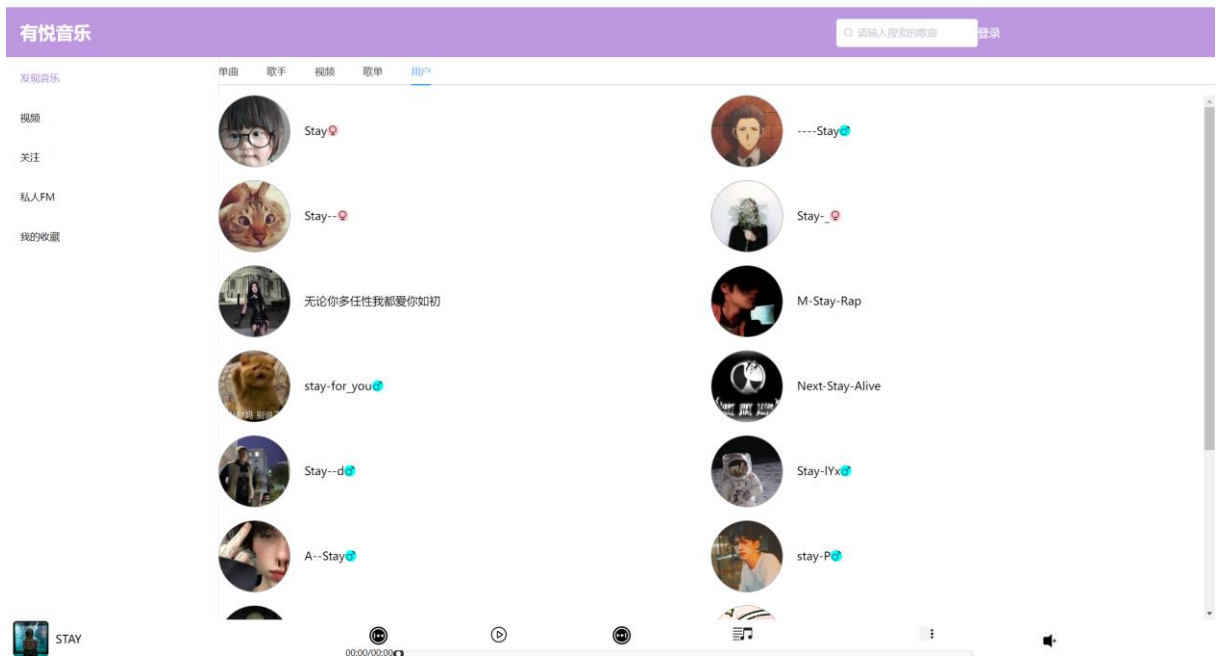 有悦音乐
请输入搜索的歌曲
登录
发现音乐
视频
关注
私人FM
我的收藏
单曲 歌手 视频 歌单 用户
Stay♀
----Stay♂
Stay--♀
Stay-_♀
无论你多任性我都爱你如初
M-Stay-Rap
stay-for_you♂
Next-Stay-Alive
Stay--d♂
Stay-lYx♂
A--Stay♂
stay-P♂
STAY
00:00/00:00